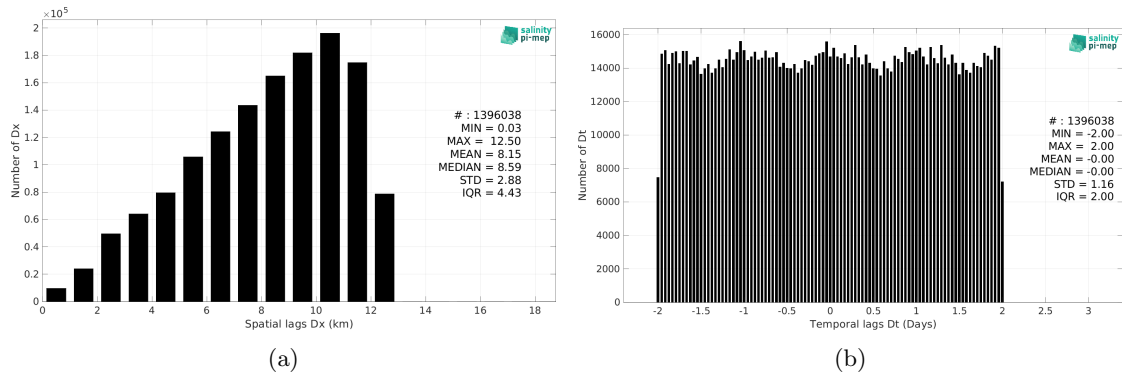 ×10^5
2
1.8
1.6
1.4
1.2
1
0.8
0.6
0.4
0.2
0
Number of Dx
salinity
pi-mep
# : 1396038
MIN = 0.03
MAX = 12.50
MEAN = 8.15
MEDIAN = 8.59
STD = 2.88
IQR = 4.43
0 2 4 6 8 10 12 14 16 18
Spatial lags Dx (km)
(a)
16000
14000
12000
10000
8000
6000
4000
2000
0
Number of Dt
salinity
pi-mep
# : 1396038
MIN = -2.00
MAX = 2.00
MEAN = -0.00
MEDIAN = -0.00
STD = 1.16
IQR = 2.00
-2 -1.5 -1 -0.5 0 0.5 1 1.5 2 2.5 3
Temporal lags Dt (Days)
(b)